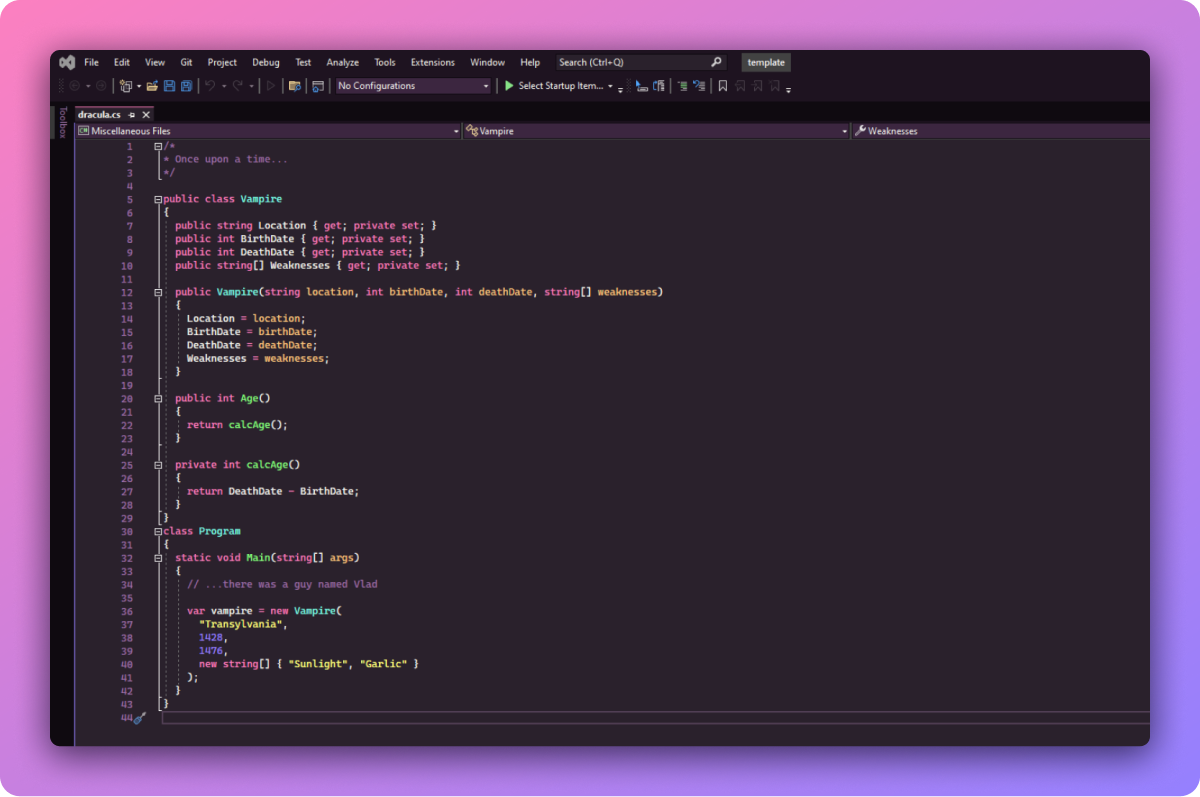 File Edit View Git Project Debug Test Analyze Tools Extensions Window Help Search (Ctrl+Q) template
No Configurations Select Startup Item...
Toolbox
dracula.cs
Miscellaneous Files Vampire Weaknesses
1 /*
2 * Once upon a time...
3 */
4
5 public class Vampire
6 {
7 public string Location { get; private set; }
8 public int BirthDate { get; private set; }
9 public int DeathDate { get; private set; }
10 public string[] Weaknesses { get; private set; }
11
12 public Vampire(string location, int birthDate, int deathDate, string[] weaknesses)
13 {
14 Location = location;
15 BirthDate = birthDate;
16 DeathDate = deathDate;
17 Weaknesses = weaknesses;
18 }
19
20 public int Age()
21 {
22 return calcAge();
23 }
24
25 private int calcAge()
26 {
27 return DeathDate - BirthDate;
28 }
29 }
30 class Program
31 {
32 static void Main(string[] args)
33 {
34 // ...there was a guy named Vlad
35
36 var vampire = new Vampire(
37 "Transylvania",
38 1428,
39 1476,
40 new string[] { "Sunlight", "Garlic" }
41 );
42 }
43 }
44